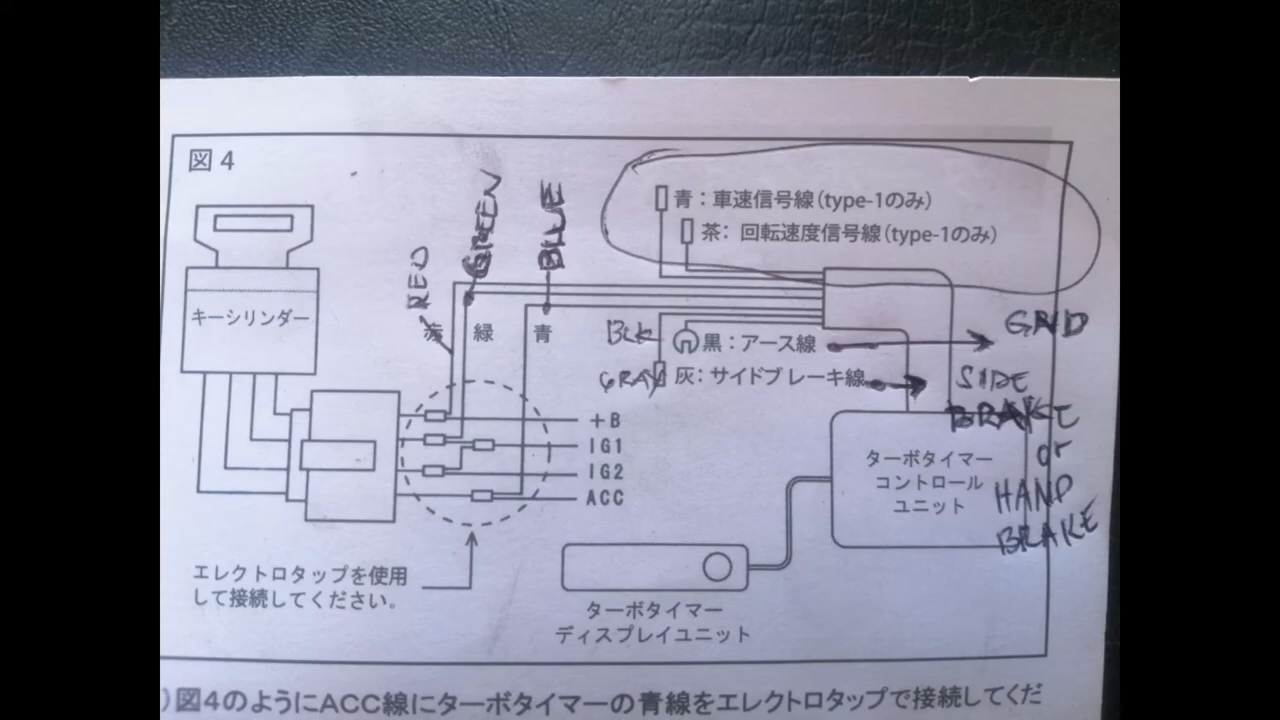 図 4
青：車速信号線(type-1のみ)
茶：回転速度信号線(type-1のみ)
キーシリンダー
RED
GREEN
BLUE
赤
緑
青
BLK
黒：アース線
GND
GRAY
灰：サイドブレーキ線
SIDE
BRAKE
or
HAND
BRAKE
+B
IG1
IG2
ACC
ターボタイマー
コントロール
ユニット
エレクトロタップを使用
して接続してください。
ターボタイマー
ディスプレイユニット
)図4のようにACC線にターボタイマーの青線をエレクトロタップで接続してくだ